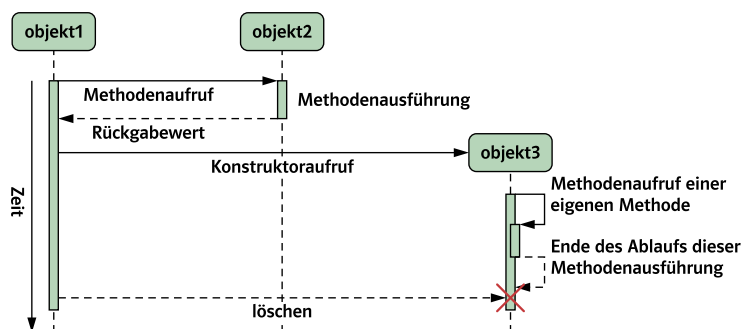 objekt1
objekt2
Methodenaufruf
Methodenausführung
Rückgabewert
objekt3
Konstruktoraufruf
Zeit
Methodenaufruf einer
eigenen Methode
Ende des Ablaufs dieser
Methodenausführung
löschen